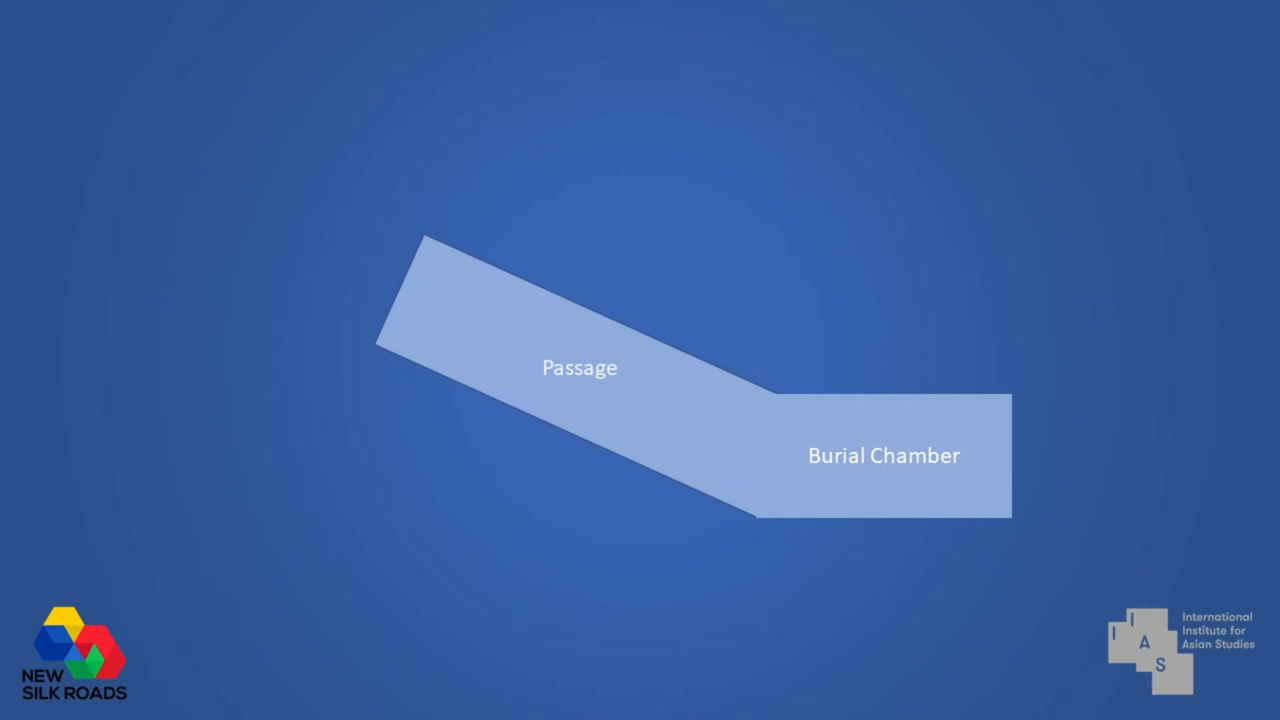 Passage
Burial Chamber
NEW
SILK ROADS
I I A S
International
Institute for
Asian Studies